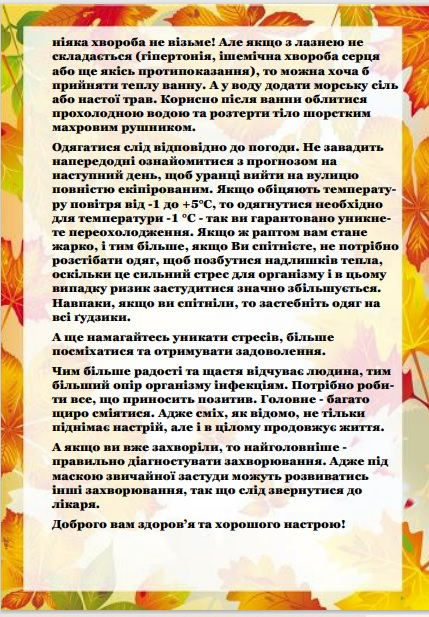 ніяка хвороба не візьме! Але якщо з лазнею не
складається (гіпертонія, ішемічна хвороба серця
або ще якісь протипоказання), то можна хоча б
прийняти теплу ванну. А у воду додати морську сіль
або настої трав. Корисно після ванни облитися
прохолодною водою та розтерти тіло шорстким
махровим рушником.
Одягатися слід відповідно до погоди. Не завадить
напередодні ознайомитися з прогнозом на
наступний день, щоб уранці вийти на вулицю
повністю екіпірованим. Якщо обіцяють температу-
ру повітря від -1 до +5°С, то одягнутися необхідно
для температури -1 °С - так ви гарантовано уникне-
те переохолодження. Якщо ж раптом вам стане
жарко, і тим більше, якщо Ви спітнієте, не потрібно
розстібати одяг, щоб позбутися надлишків тепла,
оскільки це сильний стрес для організму і в цьому
випадку ризик застудитися значно збільшується.
Навпаки, якщо ви спітніли, то застебніть одяг на
всі ґудзики.
А ще намагайтесь уникати стресів, більше
посміхатися та отримувати задоволення.
Чим більше радості та щастя відчуває людина, тим
більший опір організму інфекціям. Потрібно роби-
ти все, що приносить позитив. Головне - багато
щиро сміятися. Адже сміх, як відомо, не тільки
піднімає настрій, але і в цілому продовжує життя.
А якщо ви вже захворіли, то найголовніше -
правильно діагностувати захворювання. Адже під
маскою звичайної застуди можуть розвиватись
інші захворювання, так що слід звернутися до
лікаря.
Доброго вам здоров’я та хорошого настрою!